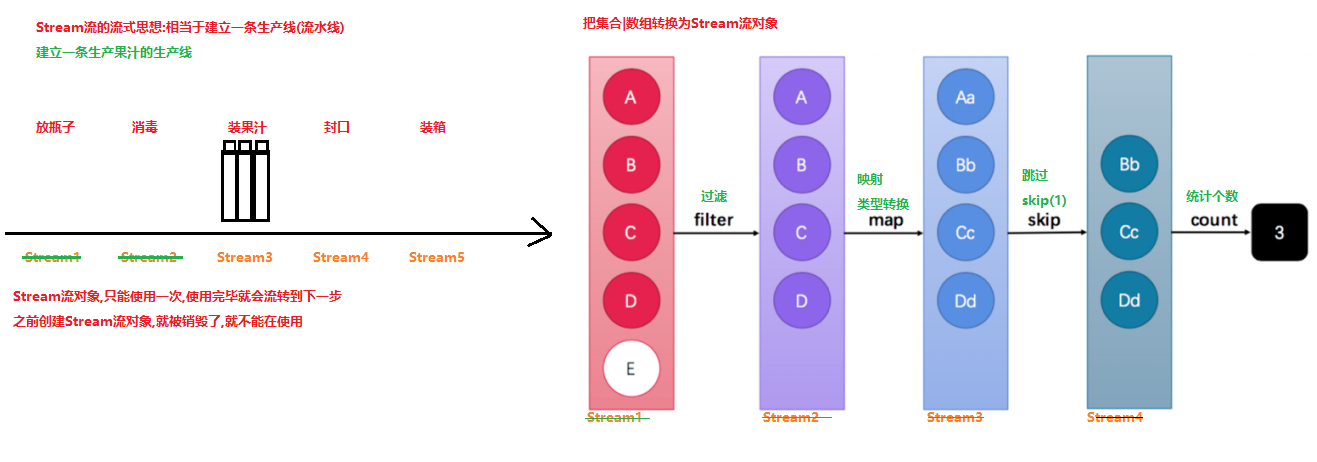 Stream流的流式思想:相当于建立一条生产线(流水线)
建立一条生产果汁的生产线
放瓶子 消毒 装果汁 封口 装箱
Stream1 Stream2 Stream3 Stream4 Stream5
Stream流对象,只能使用一次,使用完毕就会流转到下一步
之前创建Stream流对象,就被销毁了,就不能在使用
把集合|数组转换为Stream流对象
A
B
C
D
E
Stream1
过滤
filter
A
B
C
D
Stream2
映射
类型转换
map
Aa
Bb
Cc
Dd
Stream3
跳过
skip(1)
skip
Bb
Cc
Dd
Stream4
统计个数
count
3